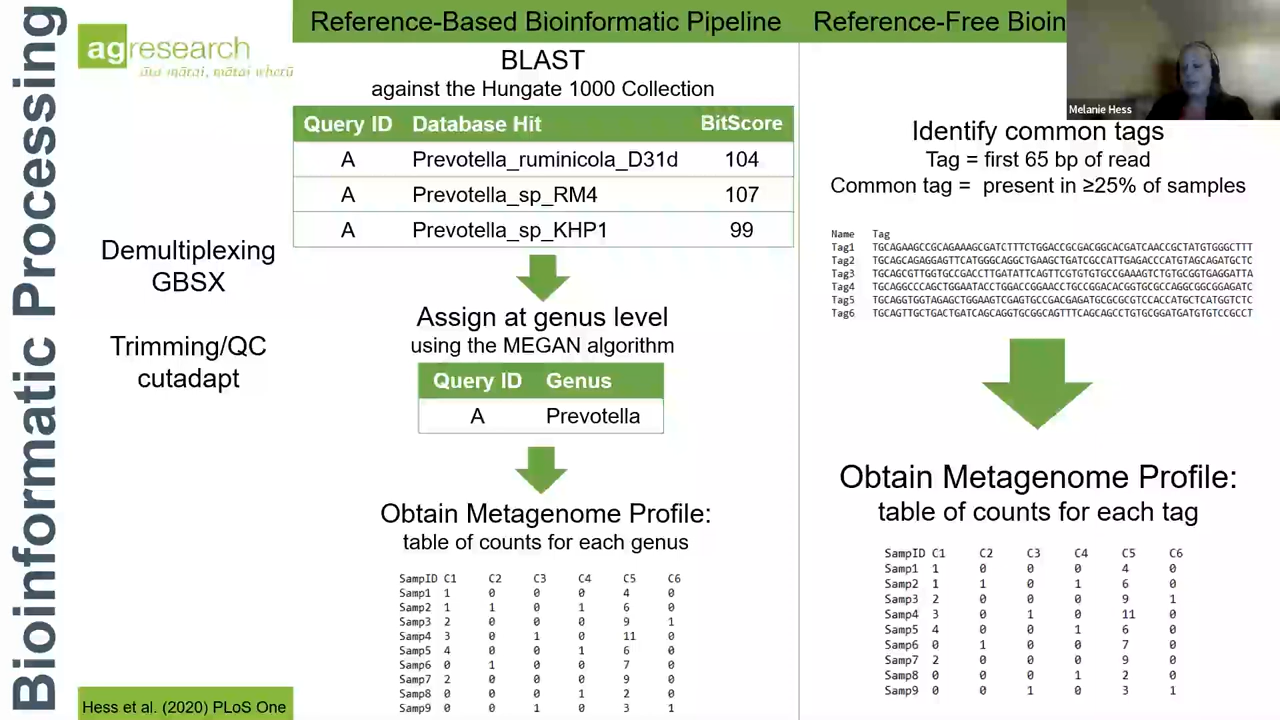 Bioinformatic Processing
agresearch
āta mātai, mātai whetū
Demultiplexing
GBSX
Trimming/QC
cutadapt
Hess et al. (2020) PLoS One
Reference-Based Bioinformatic Pipeline
BLAST
against the Hungate 1000 Collection
Query ID Database Hit BitScore
A Prevotella_ruminicola_D31d 104
A Prevotella_sp_RM4 107
A Prevotella_sp_KHP1 99
Assign at genus level
using the MEGAN algorithm
Query ID Genus
A Prevotella
Obtain Metagenome Profile:
table of counts for each genus
SampID C1 C2 C3 C4 C5 C6
Samp1 1 0 0 0 4 0
Samp2 1 1 0 1 6 0
Samp3 2 0 0 0 9 1
Samp4 3 0 1 0 11 0
Samp5 4 0 0 1 6 0
Samp6 0 1 0 0 7 0
Samp7 2 0 0 0 9 0
Samp8 0 0 0 1 2 0
Samp9 0 0 1 0 3 1
Reference-Free Bioin
Melanie Hess
Identify common tags
Tag = first 65 bp of read
Common tag = present in ≥25% of samples
Name Tag
Tag1 TGCAGAAGCCGCAGAAAGCGATCTTTCTGGACCGCGACGGCACGATCAACCGCTATGTGGGCTTT
Tag2 TGCAGCAGAGGAGTTCATGGGCAGGCTGAAGCTGATCGCCATTGAGACCCATGTAGCAGATGCTC
Tag3 TGCAGCGTTGGTGCCGACCTTGATATTCAGTTCGTGTGTGCCGAAAGTCTGTGCGGTGAGGATTA
Tag4 TGCAGGCCCAGCTGGAATACCTGGACCGGAACCTGCCGGACACGGTGCGCCAGGCGGCGGAGATC
Tag5 TGCAGGTGGTAGAGCTGGAAGTCGAGTGCCGACGAGATGCGCGCGTCCACCATGCTCATGGTCTC
Tag6 TGCAGTTGCTGACTGATCAGCAGGTGCGGCAGTTTCAGCAGCCTGTGCGGATGATGTGTCCGCCT
Obtain Metagenome Profile:
table of counts for each tag
SampID C1 C2 C3 C4 C5 C6
Samp1 1 0 0 0 4 0
Samp2 1 1 0 1 6 0
Samp3 2 0 0 0 9 1
Samp4 3 0 1 0 11 0
Samp5 4 0 0 1 6 0
Samp6 0 1 0 0 7 0
Samp7 2 0 0 0 9 0
Samp8 0 0 0 1 2 0
Samp9 0 0 1 0 3 1